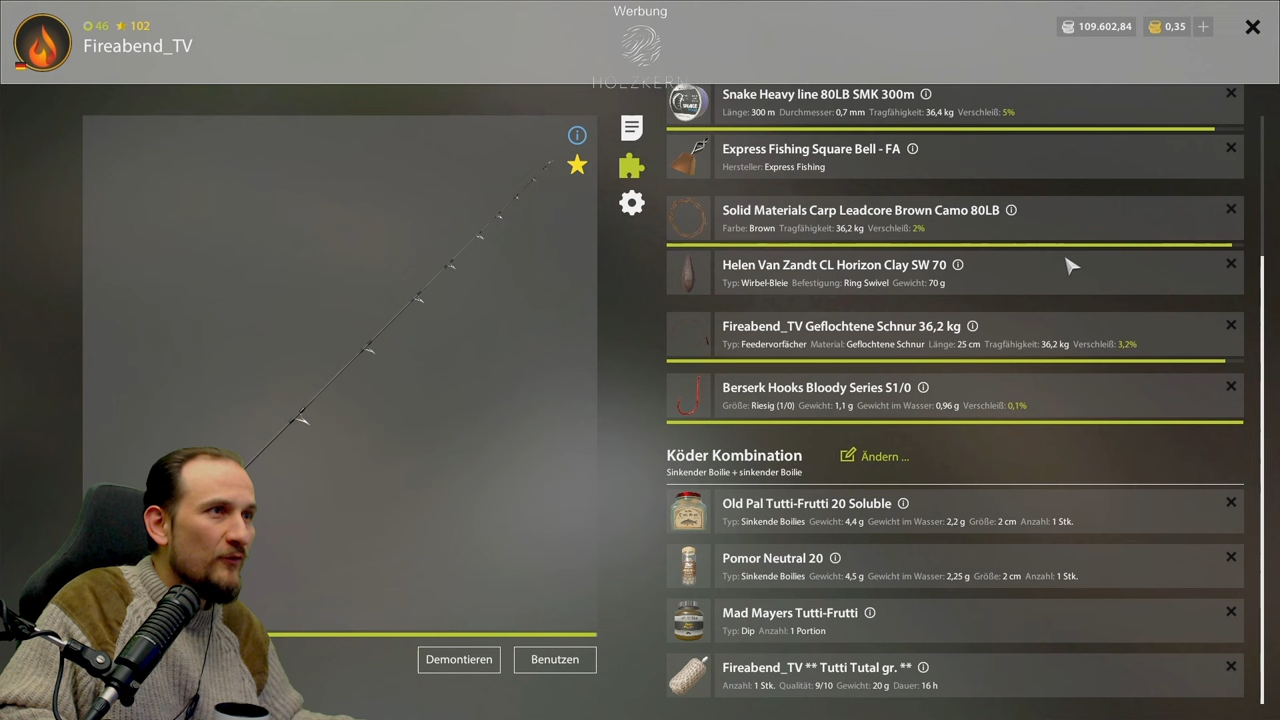 46 102
Fireabend_TV
Werbung
HOLZKERN
109.602,84
0,35
Snake Heavy line 80LB SMK 300m
Länge: 300 m Durchmesser: 0,7 mm Tragfähigkeit: 36,4 kg Verschleiß: 5%
Express Fishing Square Bell - FA
Hersteller: Express Fishing
Solid Materials Carp Leadcore Brown Camo 80LB
Farbe: Brown Tragfähigkeit: 36,2 kg Verschleiß: 2%
Helen Van Zandt CL Horizon Clay SW 70
Typ: Wirbel-Bleie Befestigung: Ring Swivel Gewicht: 70 g
Fireabend_TV Geflochtene Schnur 36,2 kg
Typ: Feedervorfächer Material: Geflochtene Schnur Länge: 25 cm Tragfähigkeit: 36,2 kg Verschleiß: 3,2%
Berserk Hooks Bloody Series S1/0
Größe: Riesig (1/0) Gewicht: 1,1 g Gewicht im Wasser: 0,96 g Verschleiß: 0,1%
Köder Kombination
Ändern ...
Sinkender Boilie + sinkender Boilie
Old Pal Tutti-Frutti 20 Soluble
Typ: Sinkende Boilies Gewicht: 4,4 g Gewicht im Wasser: 2,2 g Größe: 2 cm Anzahl: 1 Stk.
Pomor Neutral 20
Typ: Sinkende Boilies Gewicht: 4,5 g Gewicht im Wasser: 2,25 g Größe: 2 cm Anzahl: 1 Stk.
Mad Mayers Tutti-Frutti
Typ: Dip Anzahl: 1 Portion
Fireabend_TV ** Tutti Tutal gr. **
Anzahl: 1 Stk. Qualität: 9/10 Gewicht: 20 g Dauer: 16 h
Demontieren
Benutzen